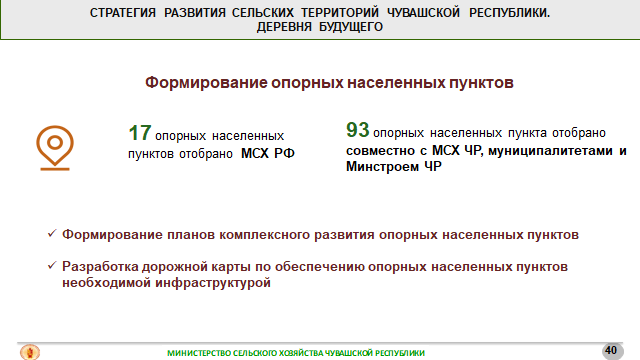 СТРАТЕГИЯ РАЗВИТИЯ СЕЛЬСКИХ ТЕРРИТОРИЙ ЧУВАШСКОЙ РЕСПУБЛИКИ.
ДЕРЕВНЯ БУДУЩЕГО
Формирование опорных населенных пунктов
17 опорных населенных
пунктов отобрано МСХ РФ
93 опорных населенных пункта отобрано
совместно с МСХ ЧР, муниципалитетами и
Минстроем ЧР
✓ Формирование планов комплексного развития опорных населенных пунктов
✓ Разработка дорожной карты по обеспечению опорных населенных пунктов
необходимой инфраструктурой
МИНИСТЕРСТВО СЕЛЬСКОГО ХОЗЯЙСТВА ЧУВАШСКОЙ РЕСПУБЛИКИ
40